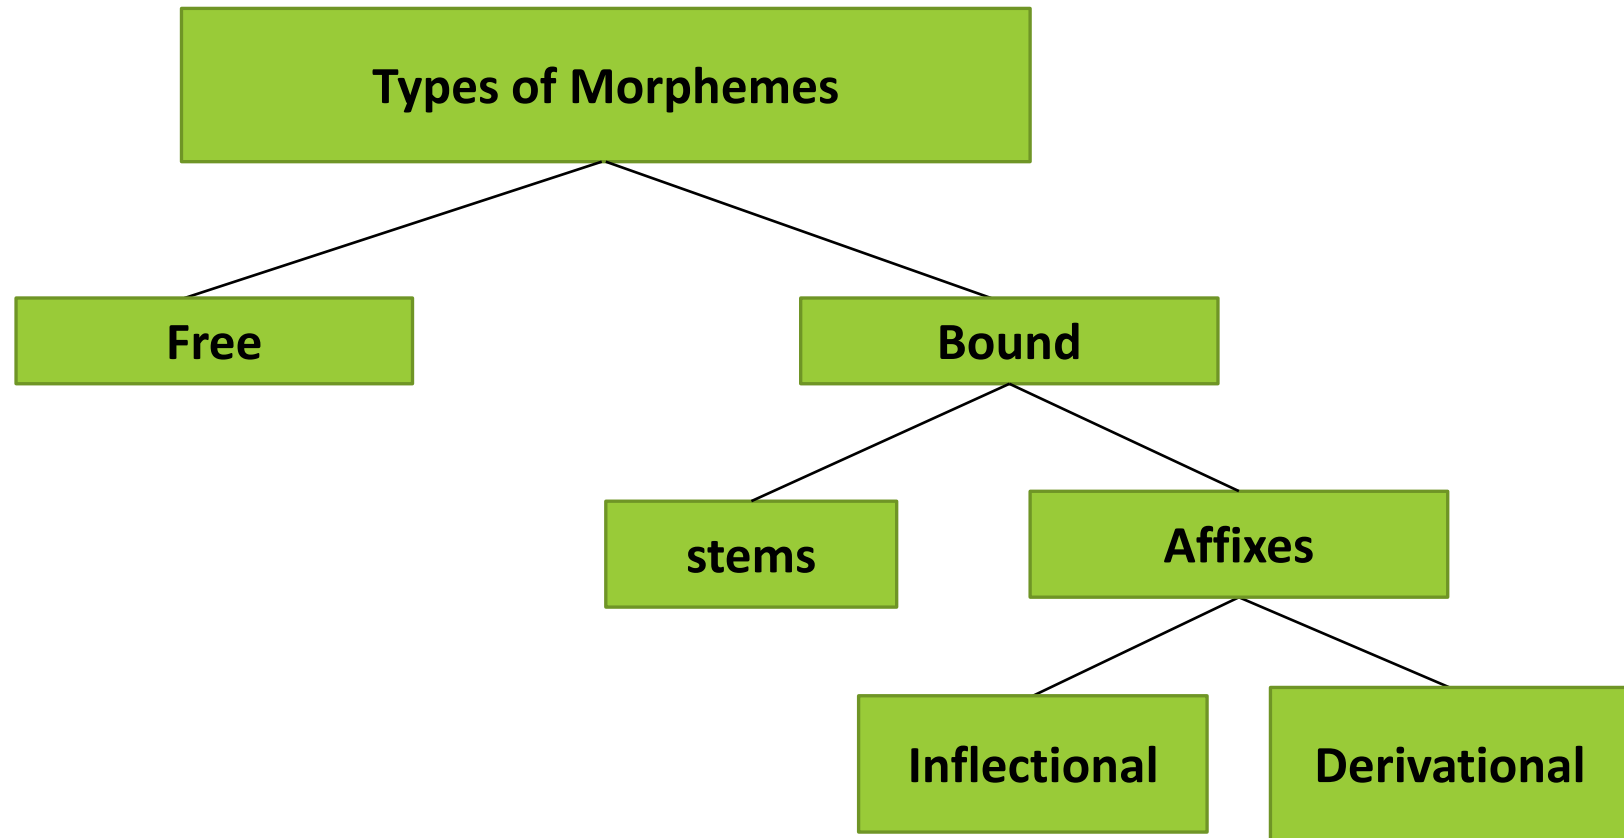 Types of Morphemes
Free
Bound
stems
Affixes
Inflectional
Derivational